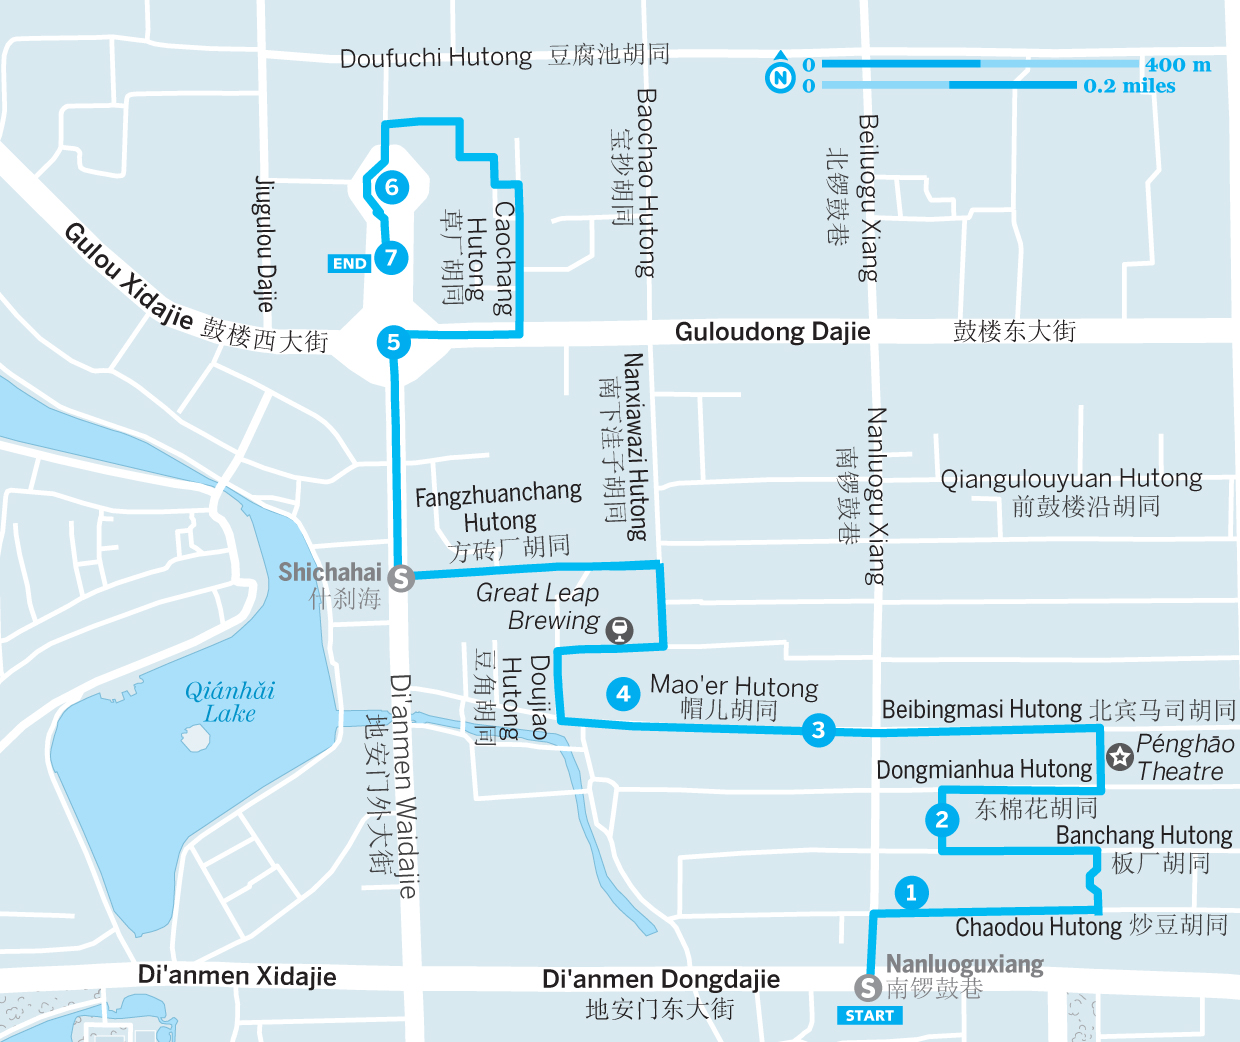 Doufuchi Hutong 豆腐池胡同
N
0 400 m
0 0.2 miles
Baochao Hutong
宝抄胡同
Beiluogu Xiang
北锣鼓巷
Jiugulou Dajie
6
Caochang
Hutong
草厂胡同
7
END
Gulou Xidajie 鼓楼西大街
5
Guloudong Dajie 鼓楼东大街
Nanxiawazi Hutong
南下洼子胡同
Nanluogu Xiang
南锣鼓巷
Qiangulouyuan Hutong
前鼓楼沿胡同
Fangzhuanchang
Hutong
方砖厂胡同
Shichahai
什刹海
S
Great Leap
Brewing
Doujiao
Hutong
豆角胡同
4
Mao'er Hutong
帽儿胡同
3
Qiánhǎi
Lake
Di'anmen Waidajie
地安门外大街
Beibingmasi Hutong 北宾马司胡同
Pénghāo
Theatre
Dongmianhua Hutong
东棉花胡同
2
Banchang Hutong
板厂胡同
1
Chaodou Hutong 炒豆胡同
Di'anmen Xidajie
Di'anmen Dongdajie
地安门东大街
Nanluoguxiang
南锣鼓巷
S
START